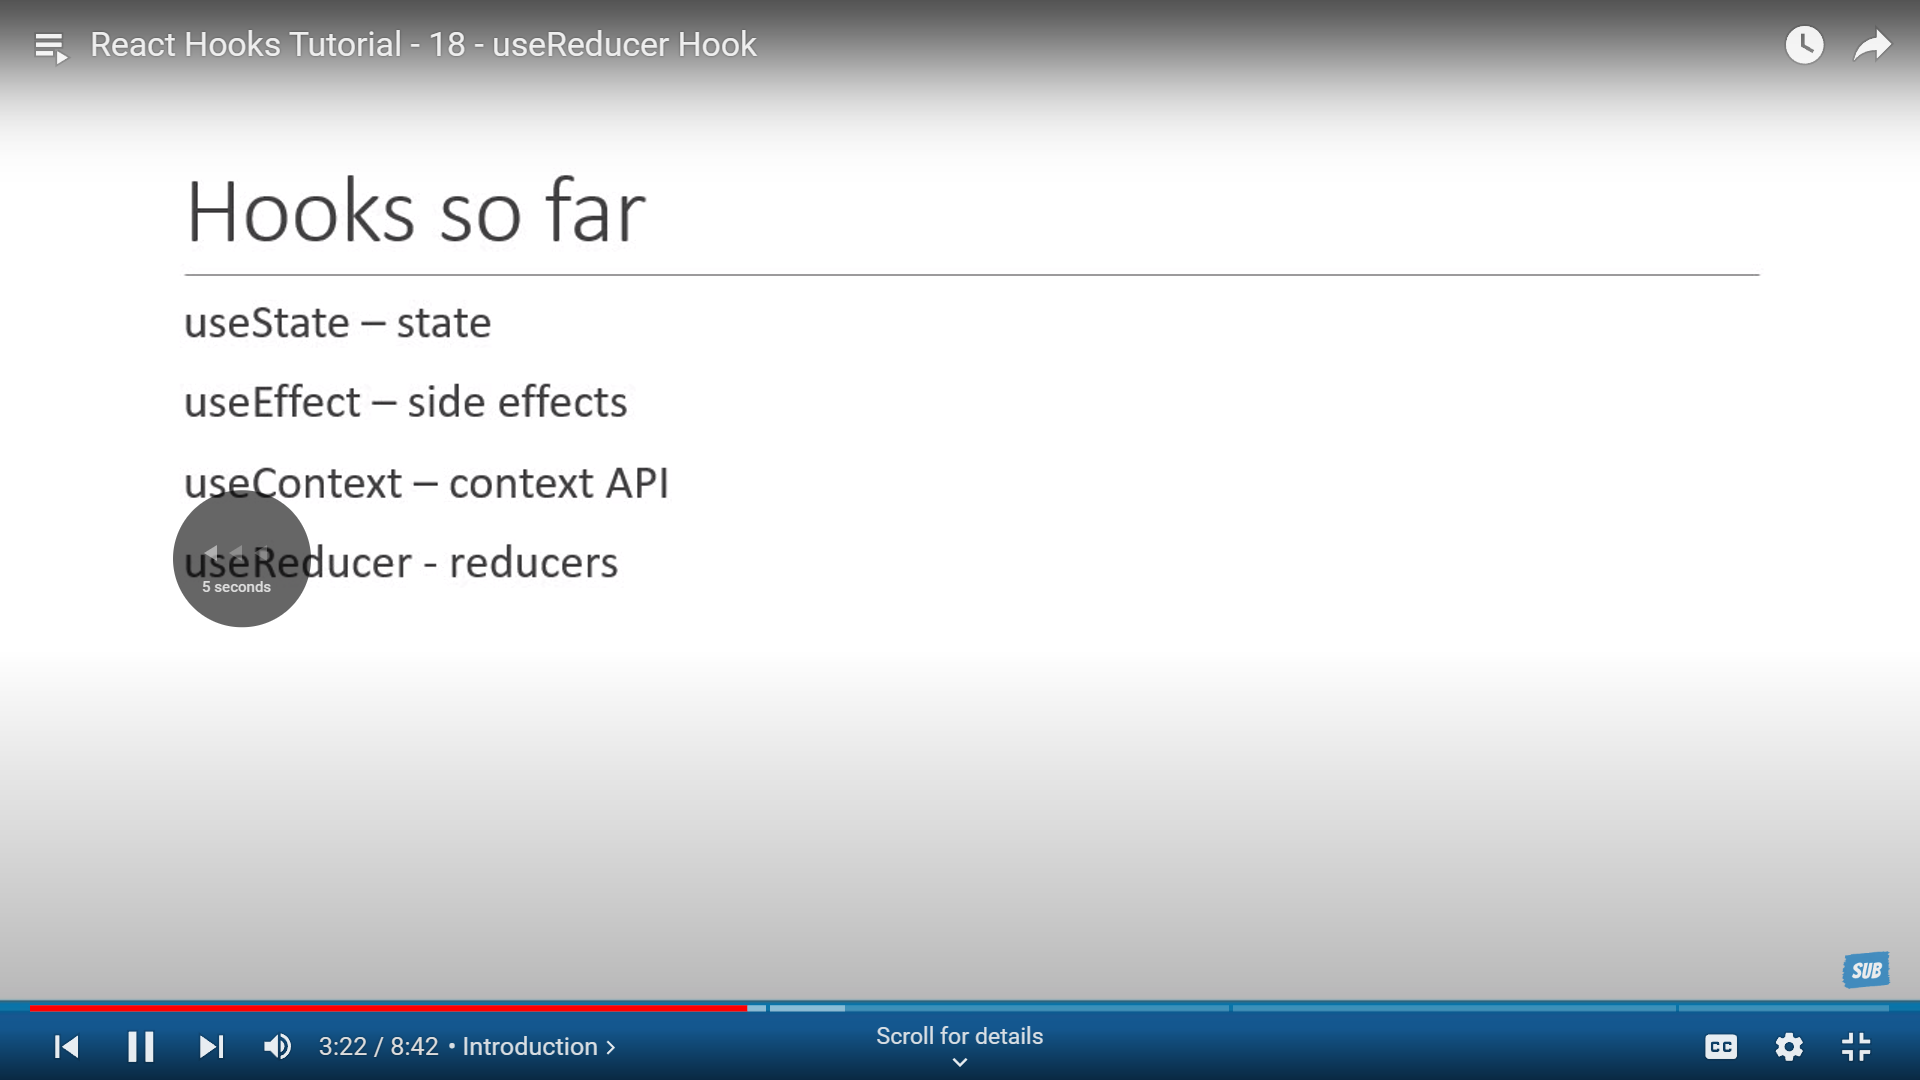 React Hooks Tutorial - 18 - useReducer Hook
Hooks so far
useState – state
useEffect – side effects
useContext – context API
useReducer - reducers
5 seconds
SUB
3:22 / 8:42 • Introduction
Scroll for details
CC